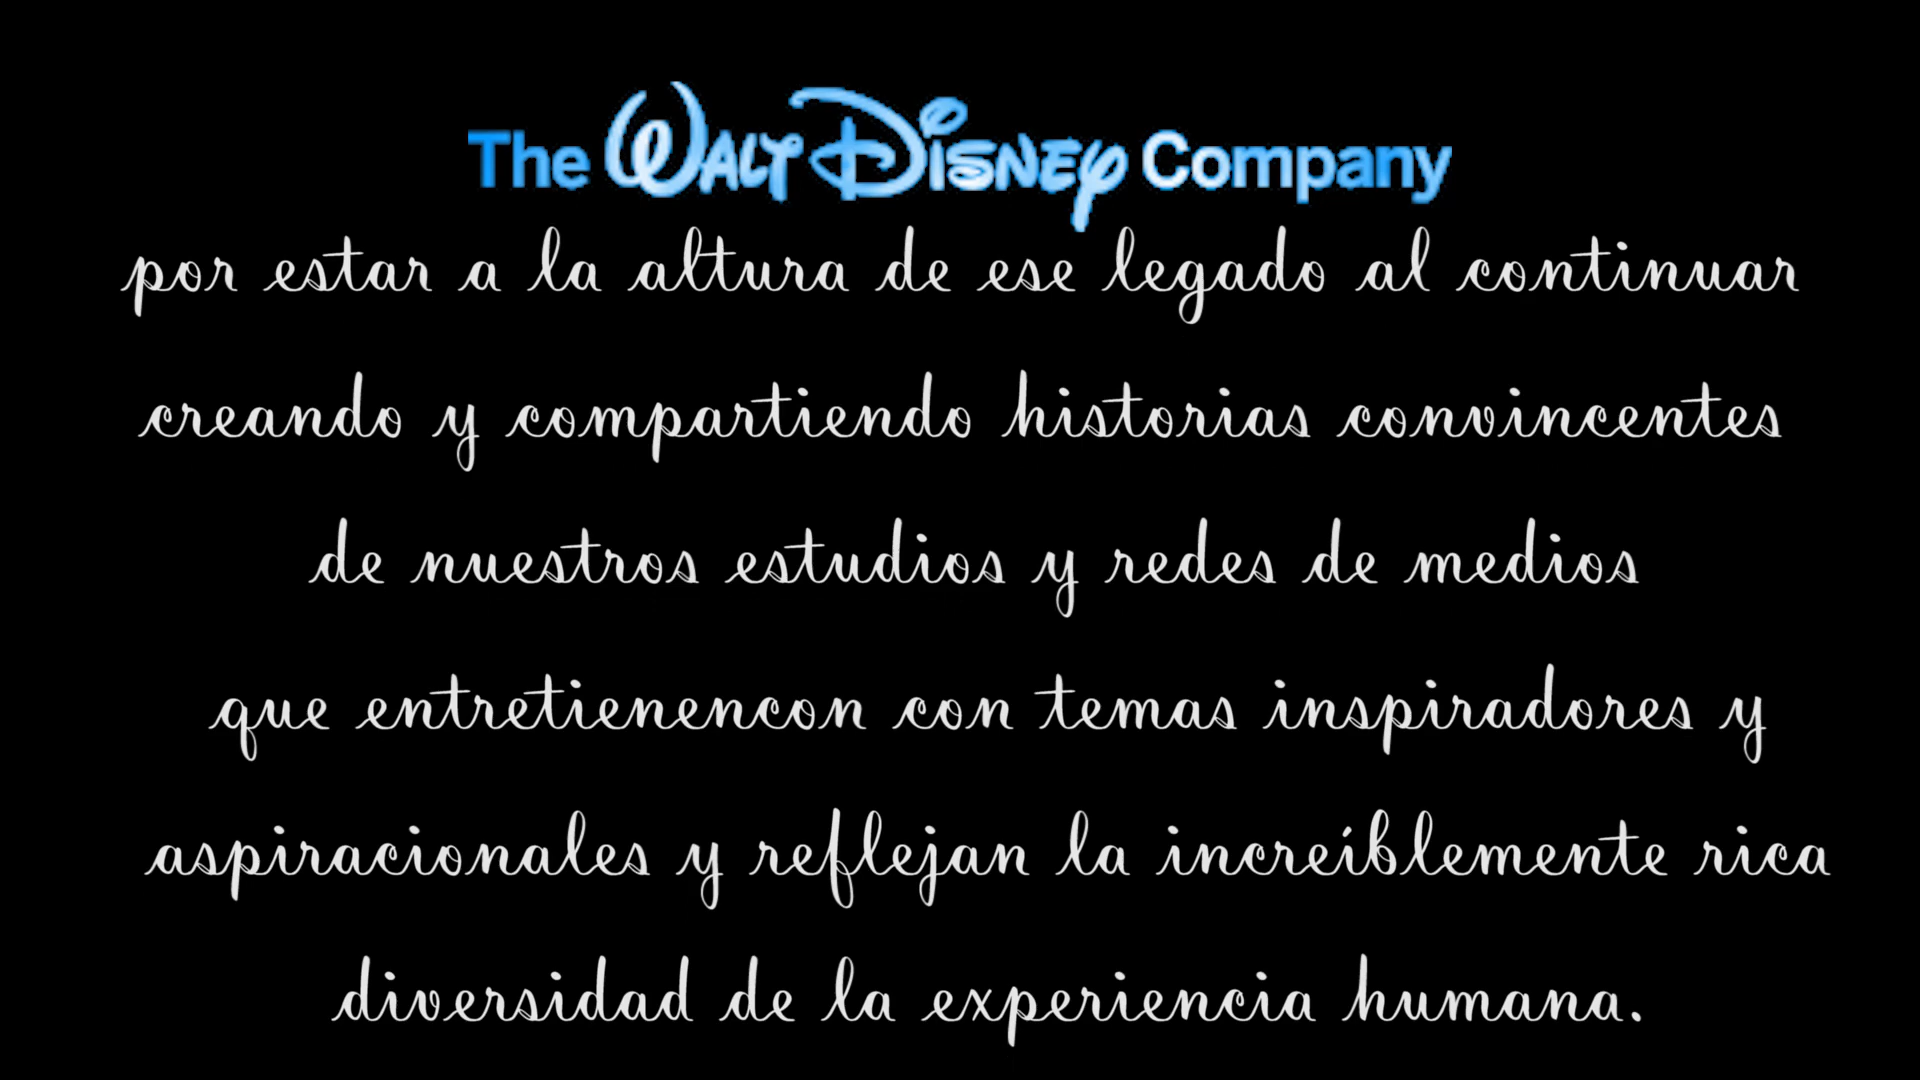 The WALT DISNEY Company
por estar a la altura de ese legado al continuar
creando y compartiendo historias convincentes
de nuestros estudios y redes de medios
que entretienencon con temas inspiradores y
aspiracionales y reflejan la increíblemente rica
diversidad de la experiencia humana.